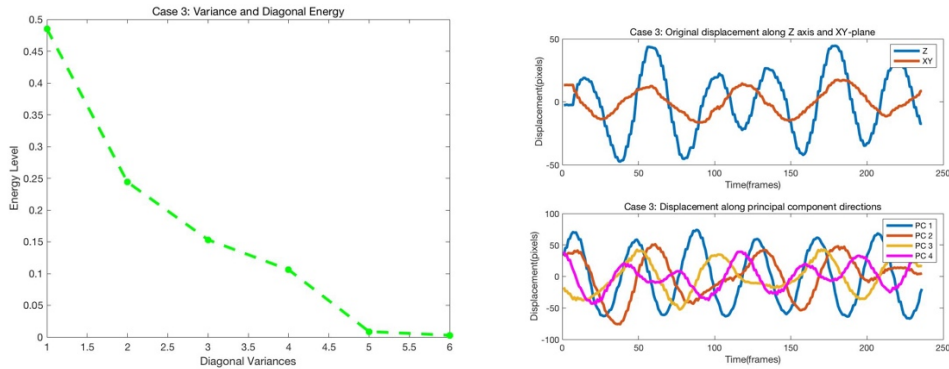 Case 3: Variance and Diagonal Energy
Energy Level
0.5
0.45
0.4
0.35
0.3
0.25
0.2
0.15
0.1
0.05
0
1 1.5 2 2.5 3 3.5 4 4.5 5 5.5 6
Diagonal Variances
Case 3: Original displacement along Z axis and XY-plane
Displacement(pixels)
50
0
-50
Z
XY
0 50 100 150 200 250
Time(frames)
Case 3: Displacement along principal component directions
Displacement(pixels)
100
50
0
-50
-100
PC 1
PC 2
PC 3
PC 4
0 50 100 150 200 250
Time(frames)